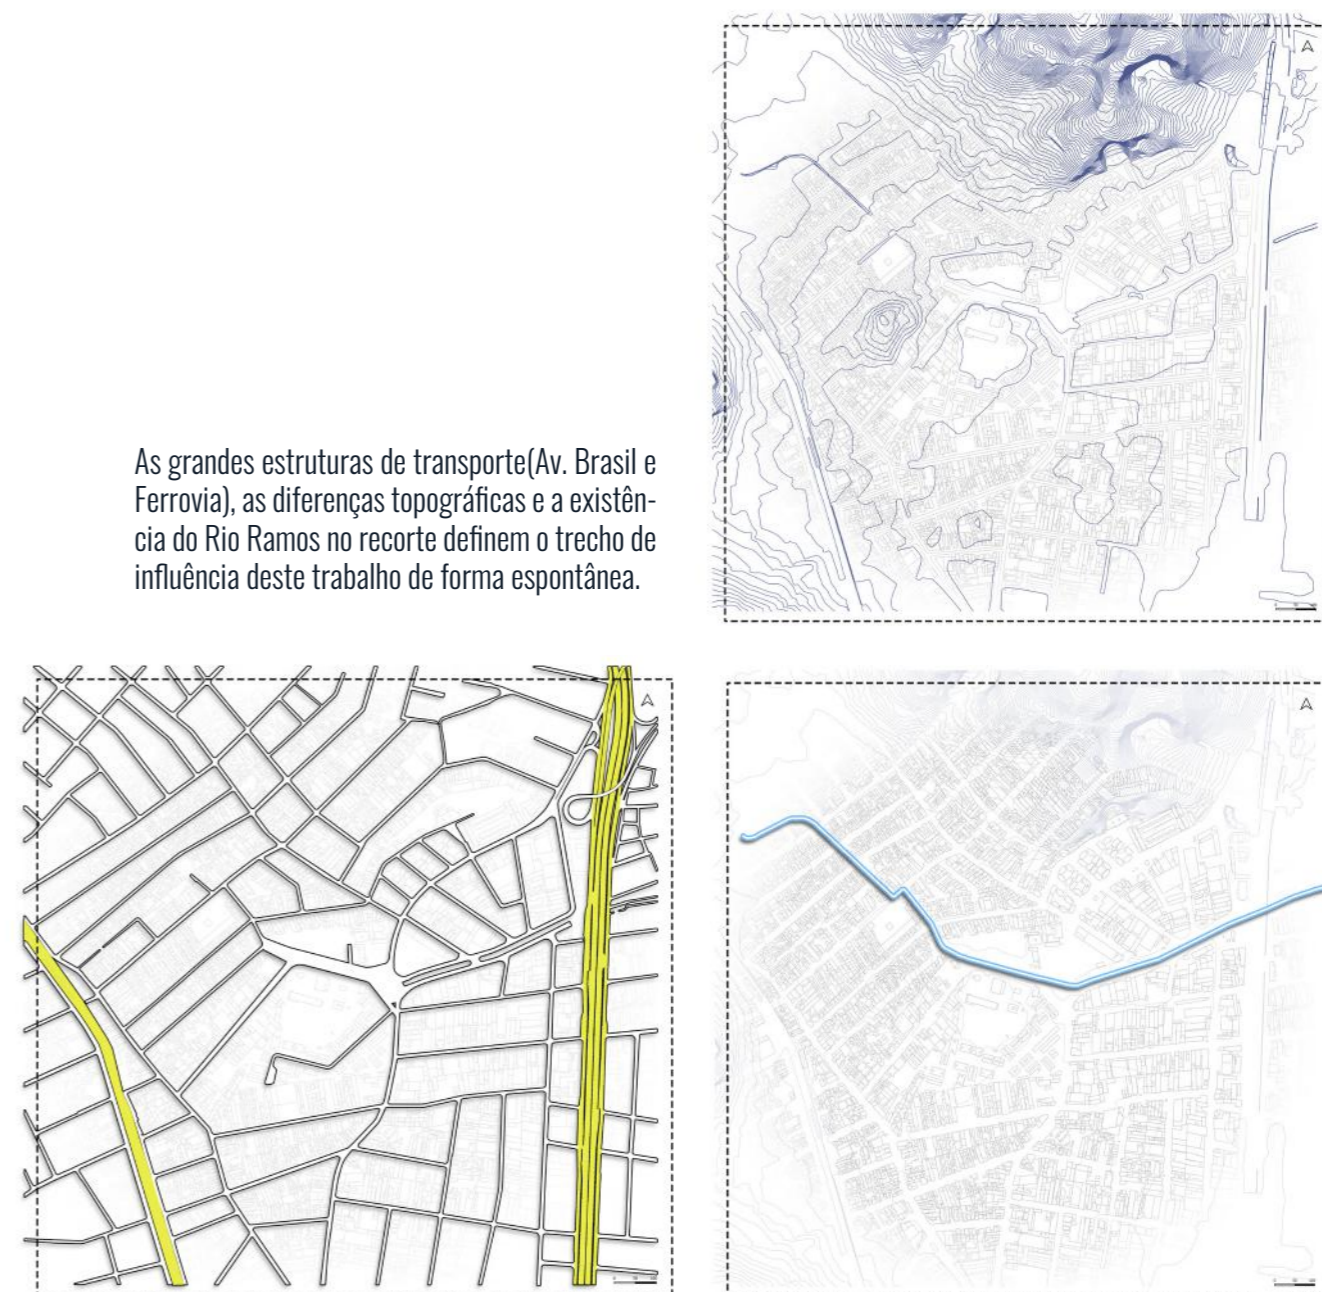 As grandes estruturas de transporte(Av. Brasil e
Ferrovia), as diferenças topográficas e a existên-
cia do Rio Ramos no recorte definem o trecho de
influência deste trabalho de forma espontânea.